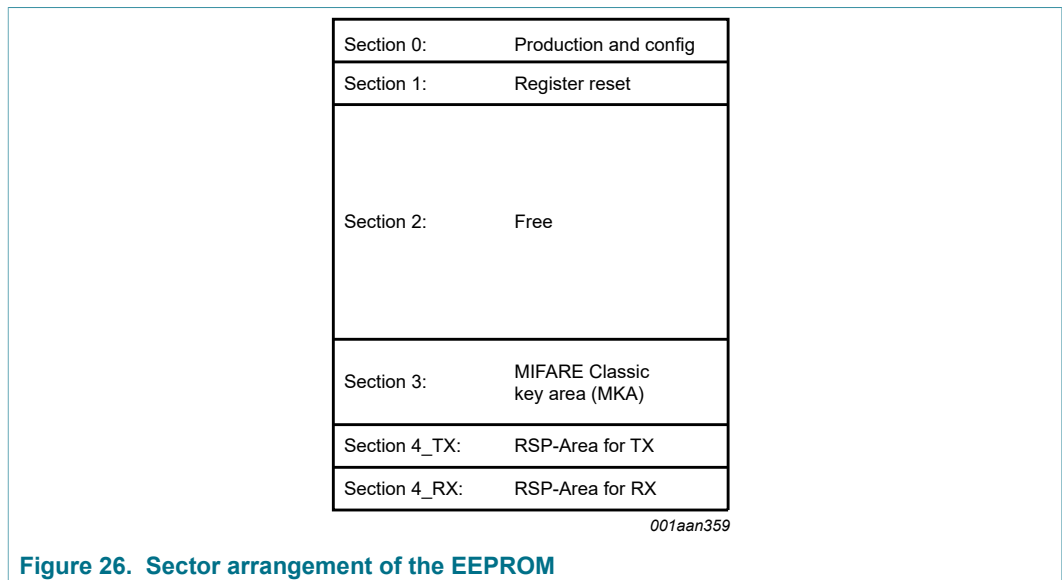 Section 0: Production and config
Section 1: Register reset
Section 2: Free
Section 3: MIFARE Classic
key area (MKA)
Section 4_TX: RSP-Area for TX
Section 4_RX: RSP-Area for RX
001aan359
Figure 26. Sector arrangement of the EEPROM